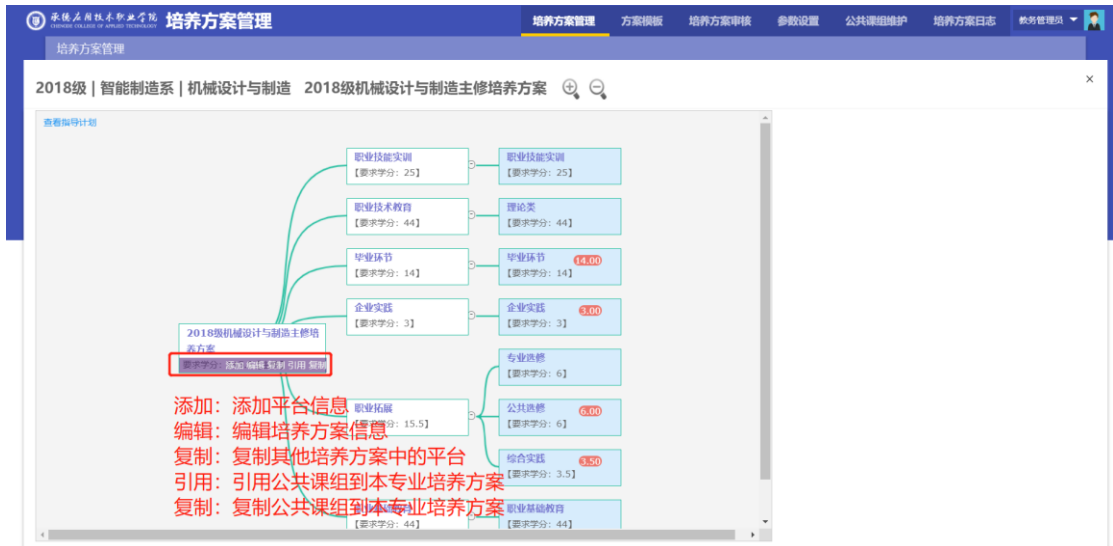 承德应用技术职业学院 培养方案管理
CHENGDE COLLEGE OF APPLIED TECHNOLOGY
培养方案管理 方案模板 培养方案审核 参数设置 公共课组维护 培养方案日志 教务管理员
培养方案管理
2018级 | 智能制造系 | 机械设计与制造 2018级机械设计与制造主修培养方案
×
查看指导计划
职业技能实训
【要求学分: 25】
职业技能实训
【要求学分: 25】
职业技术教育
【要求学分: 44】
理论类
【要求学分: 44】
毕业环节
【要求学分: 14】
毕业环节 14.00
【要求学分: 14】
企业实践
【要求学分: 3】
企业实践 3.00
【要求学分: 3】
2018级机械设计与制造主修培
养方案
要求学分: 添加 编辑 复制 引用 复制
专业选修
【要求学分: 6】
职业拓展
学分: 15.5】
公共选修 6.00
【要求学分: 6】
综合实践 3.50
【要求学分: 3.5】
【要求学分: 44】
职业基础教育
【要求学分: 44】
添加：添加平台信息
编辑：编辑培养方案信息
复制：复制其他培养方案中的平台
引用：引用公共课组到本专业培养方案
复制：复制公共课组到本专业培养方案